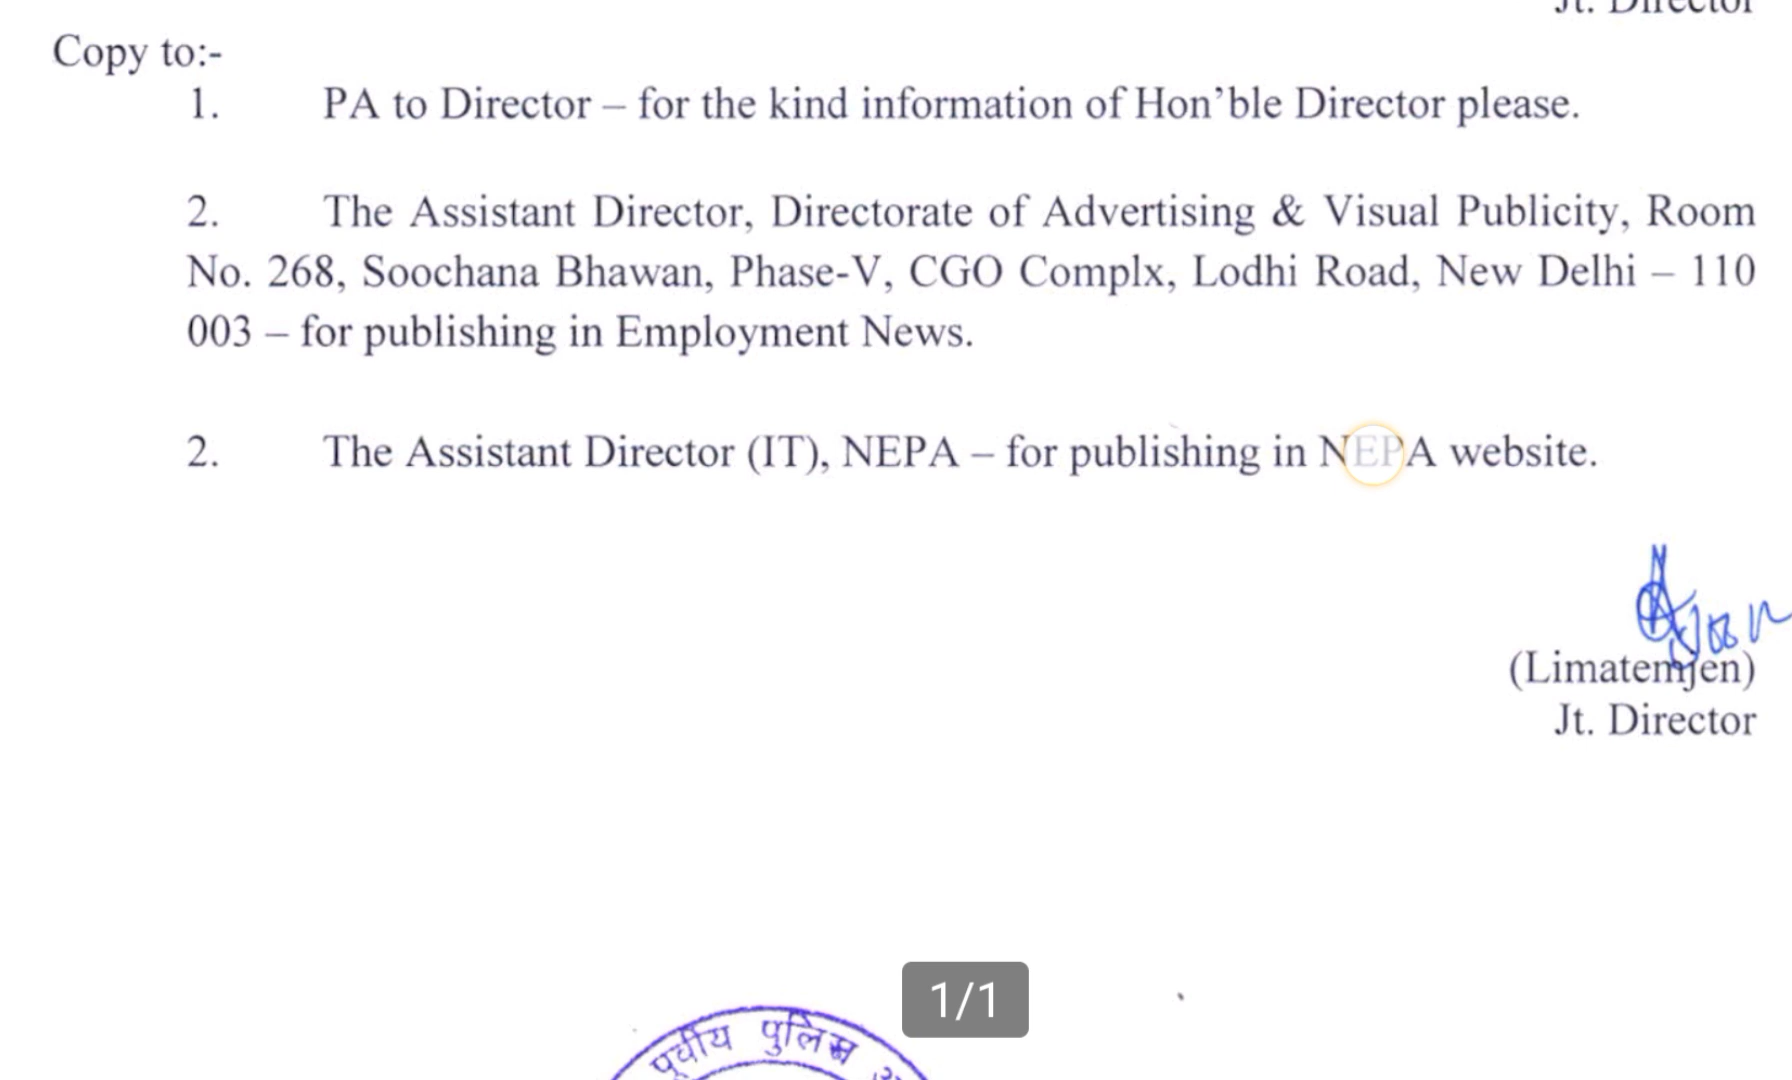 Jt. Director
Copy to:-
1. PA to Director – for the kind information of Hon’ble Director please.
2. The Assistant Director, Directorate of Advertising & Visual Publicity, Room
No. 268, Soochana Bhawan, Phase-V, CGO Complx, Lodhi Road, New Delhi – 110
003 – for publishing in Employment News.
2. The Assistant Director (IT), NEPA – for publishing in NEPA website.
(Limatemjen)
Jt. Director
1/1
पूर्वीय पुलिस